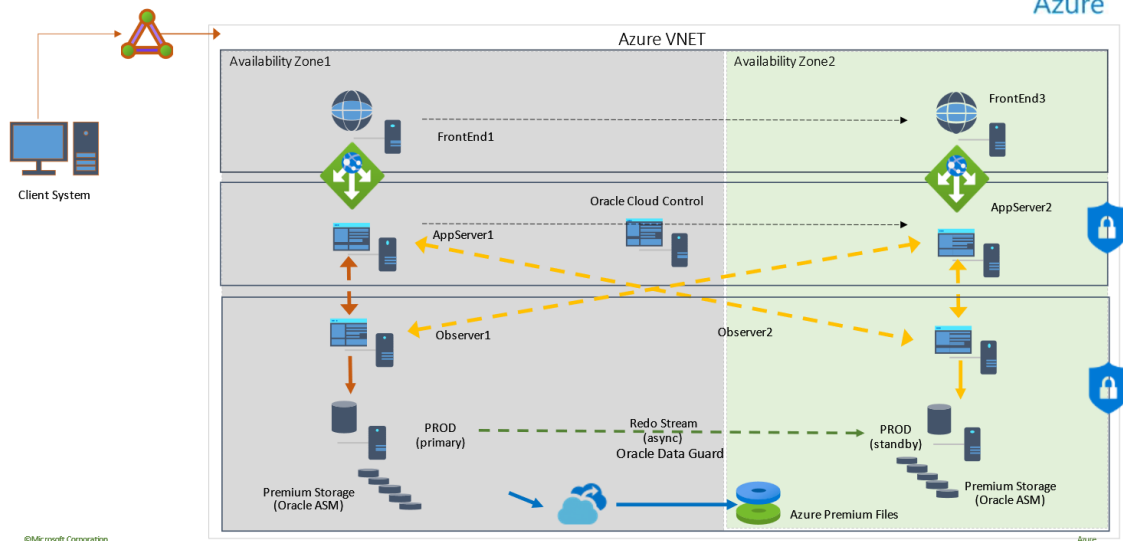 Azure
Azure VNET
Availability Zone1
Availability Zone2
FrontEnd1
FrontEnd3
Client System
Oracle Cloud Control
AppServer1
AppServer2
Observer1
Observer2
PROD
(primary)
Redo Stream
(async)
Oracle Data Guard
PROD
(standby)
Premium Storage
(Oracle ASM)
Premium Storage
(Oracle ASM)
Azure Premium Files
©Microsoft Corporation
Azure